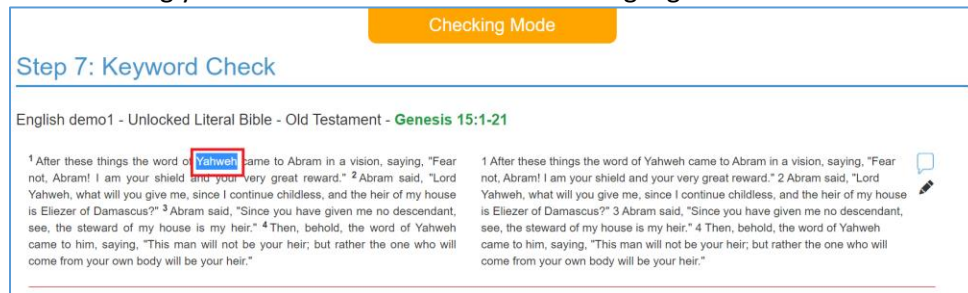 Checking Mode
Step 7: Keyword Check
English demo1 - Unlocked Literal Bible - Old Testament - Genesis 15:1-21
1 After these things the word of Yahweh came to Abram in a vision, saying, "Fear
not, Abram! I am your shield and your very great reward." 2 Abram said, "Lord
Yahweh, what will you give me, since I continue childless, and the heir of my house
is Eliezer of Damascus?" 3 Abram said, "Since you have given me no descendant,
see, the steward of my house is my heir." 4 Then, behold, the word of Yahweh
came to him, saying, "This man will not be your heir; but rather the one who will
come from your own body will be your heir."
1 After these things the word of Yahweh came to Abram in a vision, saying, "Fear
not, Abram! I am your shield and your very great reward." 2 Abram said, "Lord
Yahweh, what will you give me, since I continue childless, and the heir of my house
is Eliezer of Damascus?" 3 Abram said, "Since you have given me no descendant,
see, the steward of my house is my heir." 4 Then, behold, the word of Yahweh
came to him, saying, "This man will not be your heir; but rather the one who will
come from your own body will be your heir."